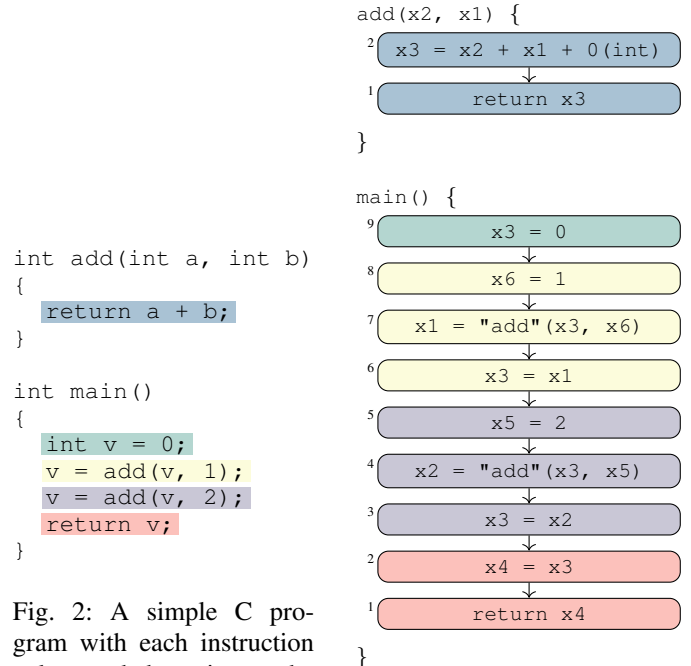 int add(int a, int b)
{
return a + b;
}
int main()
{
int v = 0;
v = add(v, 1);
v = add(v, 2);
return v;
}
Fig. 2: A simple C pro-
gram with each instruction
add(x2, x1) {
2 x3 = x2 + x1 + 0(int)
1 return x3
}
main() {
9 x3 = 0
8 x6 = 1
7 x1 = "add"(x3, x6)
6 x3 = x1
5 x5 = 2
4 x2 = "add"(x3, x5)
3 x3 = x2
2 x4 = x3
1 return x4
}